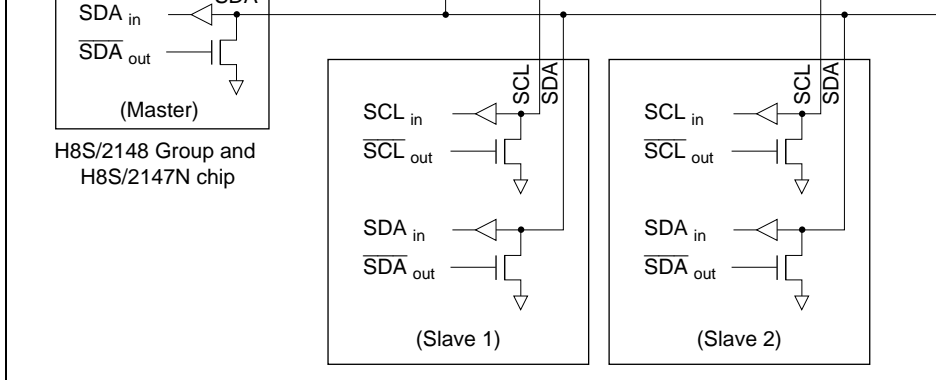 SDA
SDA in
SDA out
(Master)
H8S/2148 Group and
H8S/2147N chip
SCL
SDA
SCL in
SCL out
SDA in
SDA out
(Slave 1)
SCL
SDA
SCL in
SCL out
SDA in
SDA out
(Slave 2)